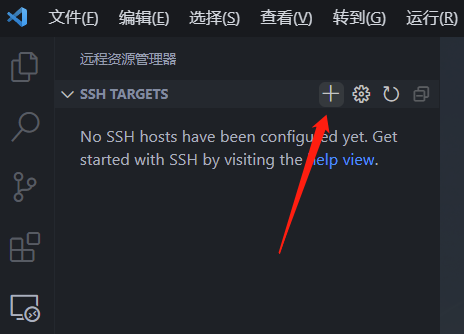 文件(F) 编辑(E) 选择(S) 查看(V) 转到(G) 运行(R)
远程资源管理器
SSH TARGETS
No SSH hosts have been configured yet. Get
started with SSH by visiting the help view.